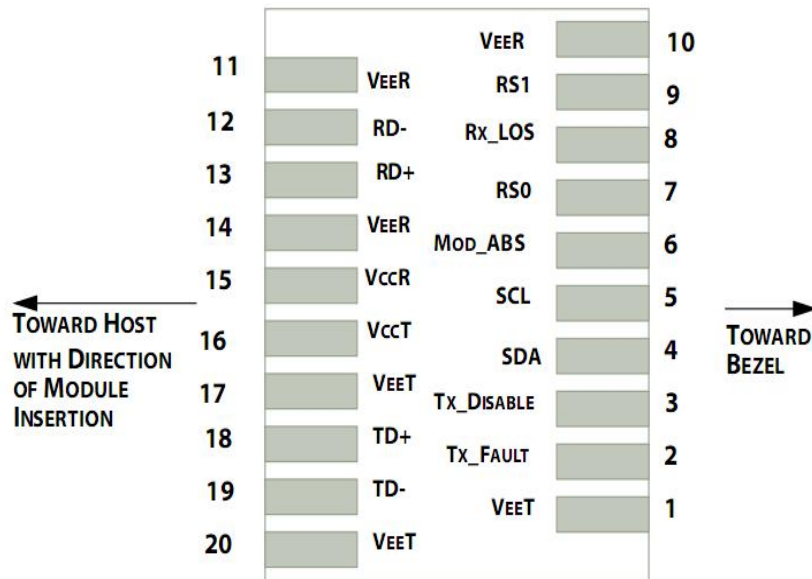 VEER 10
11 VEER
RS1 9
12 RD-
Rx_LOS 8
13 RD+
RS0 7
14 VEER
MOD_ABS 6
15 VCCR
SCL 5
TOWARD HOST
WITH DIRECTION
OF MODULE
INSERTION
TOWARD
BEZEL
16 VCCT
SDA 4
17 VEET
TX_DISABLE 3
18 TD+
TX_FAULT 2
19 TD-
VEET 1
20 VEET